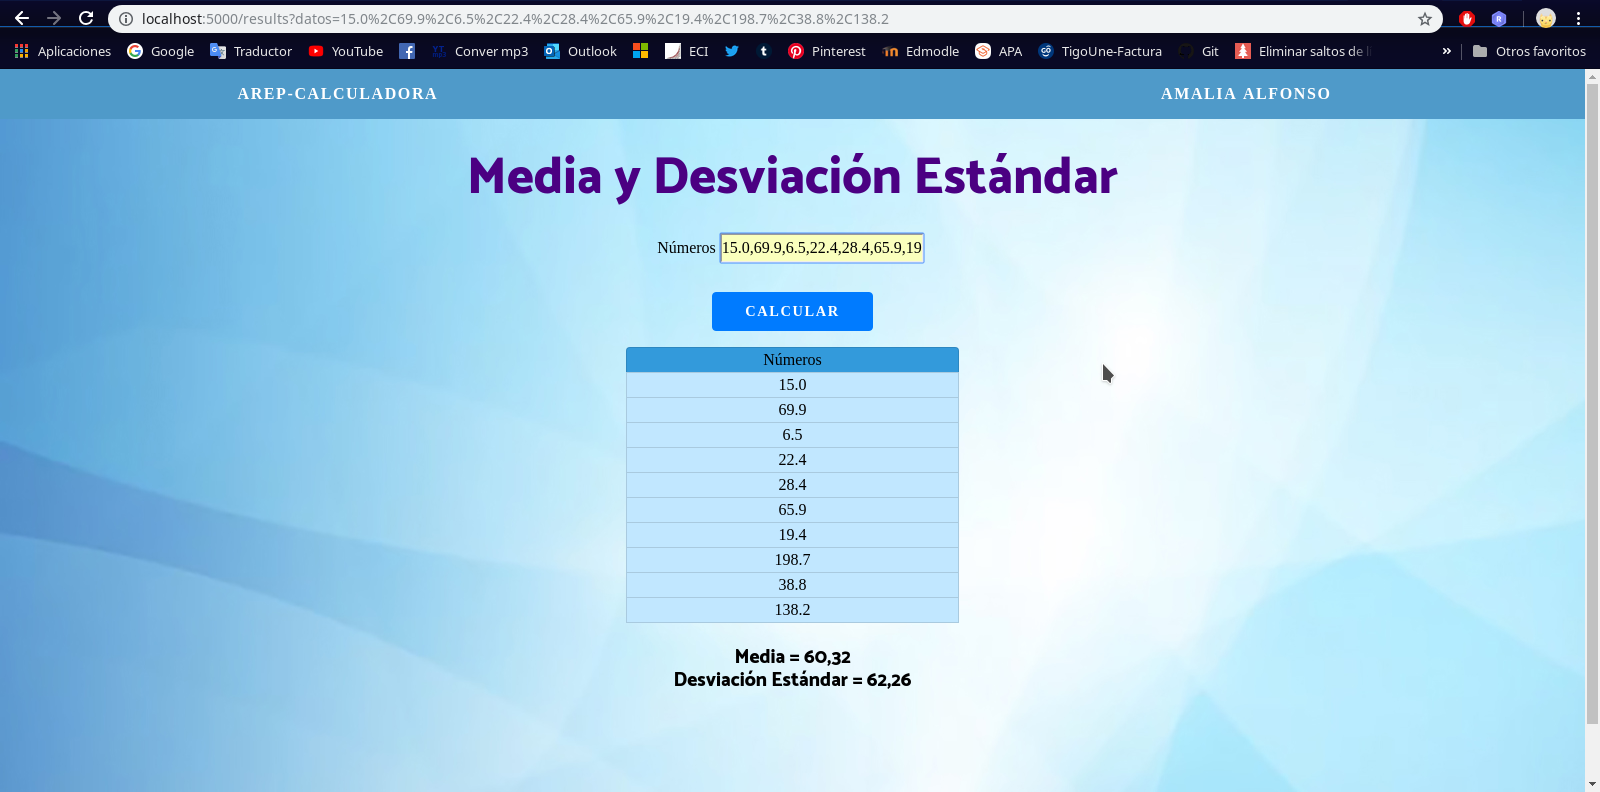 localhost:5000/results?datos=15.0%2C69.9%2C6.5%2C22.4%2C28.4%2C65.9%2C19.4%2C198.7%2C38.8%2C138.2
Aplicaciones Google Traductor YouTube Conver mp3 Outlook ECI Pinterest Edmodle APA TigoUne-Factura Git Eliminar saltos de » Otros favoritos
AREP-CALCULADORA AMALIA ALFONSO
Media y Desviación Estándar
Números 15.0,69.9,6.5,22.4,28.4,65.9,19
CALCULAR
Números
15.0
69.9
6.5
22.4
28.4
65.9
19.4
198.7
38.8
138.2
Media = 60,32
Desviación Estándar = 62,26